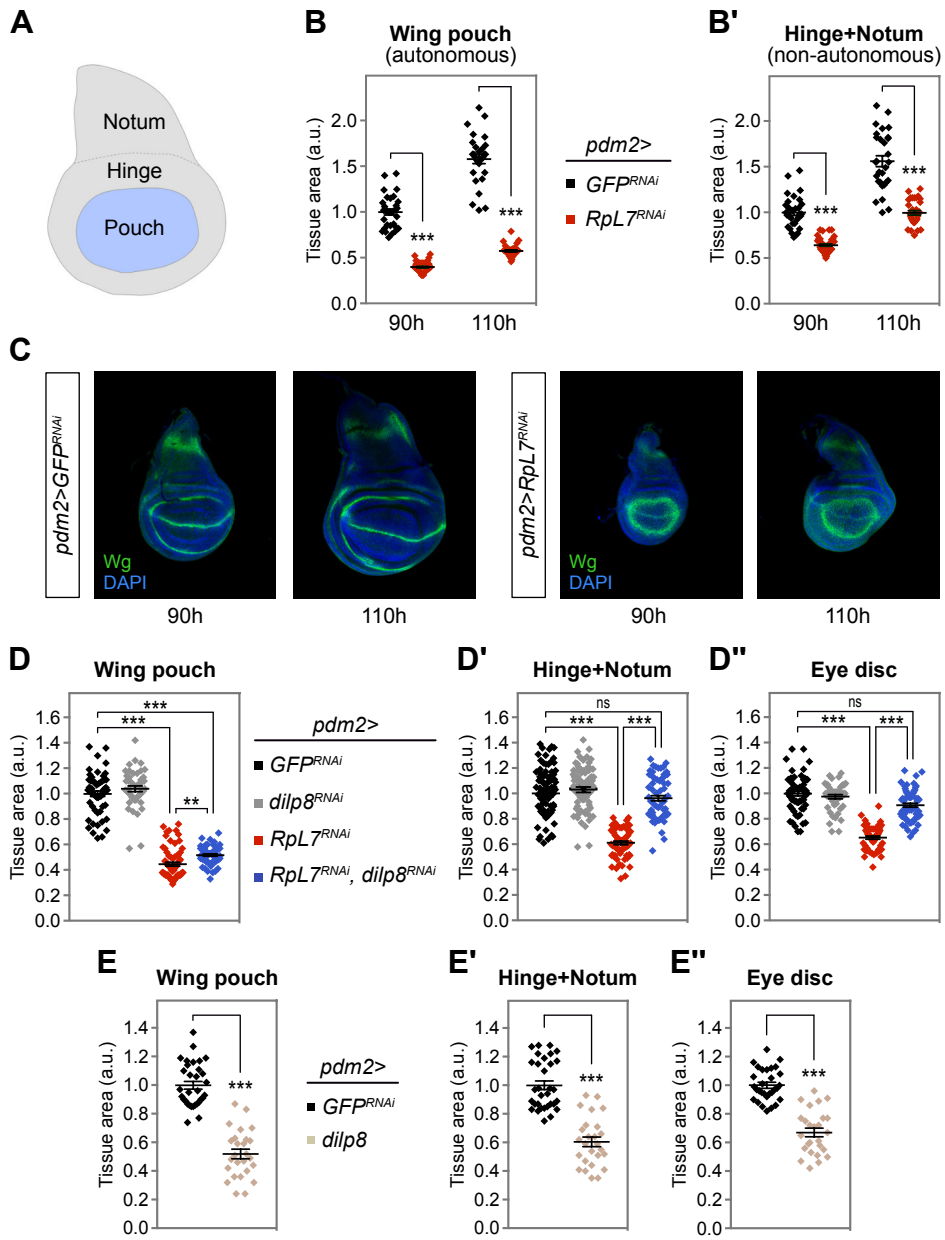 A
Notum
Hinge
Pouch
B
Wing pouch
(autonomous)
Tissue area (a.u.)
2.0
1.5
1.0
0.5
0.0
***
***
90h
110h
pdm2>
GFP^RNAi
RpL7^RNAi
B'
Hinge+Notum
(non-autonomous)
Tissue area (a.u.)
2.0
1.5
1.0
0.5
0.0
***
***
90h
110h
C
pdm2>GFP^RNAi
Wg
DAPI
90h
110h
pdm2>RpL7^RNAi
Wg
DAPI
90h
110h
D
Wing pouch
Tissue area (a.u.)
1.6
1.4
1.2
1.0
0.8
0.6
0.4
0.2
0.0
***
***
**
pdm2>
GFP^RNAi
dilp8^RNAi
RpL7^RNAi
RpL7^RNAi, dilp8^RNAi
D'
Hinge+Notum
Tissue area (a.u.)
1.6
1.4
1.2
1.0
0.8
0.6
0.4
0.2
0.0
ns
***
***
D''
Eye disc
Tissue area (a.u.)
1.6
1.4
1.2
1.0
0.8
0.6
0.4
0.2
0.0
ns
***
***
E
Wing pouch
Tissue area (a.u.)
1.4
1.2
1.0
0.8
0.6
0.4
0.2
0.0
***
pdm2>
GFP^RNAi
dilp8
E'
Hinge+Notum
Tissue area (a.u.)
1.4
1.2
1.0
0.8
0.6
0.4
0.2
0.0
***
E''
Eye disc
Tissue area (a.u.)
1.4
1.2
1.0
0.8
0.6
0.4
0.2
0.0
***